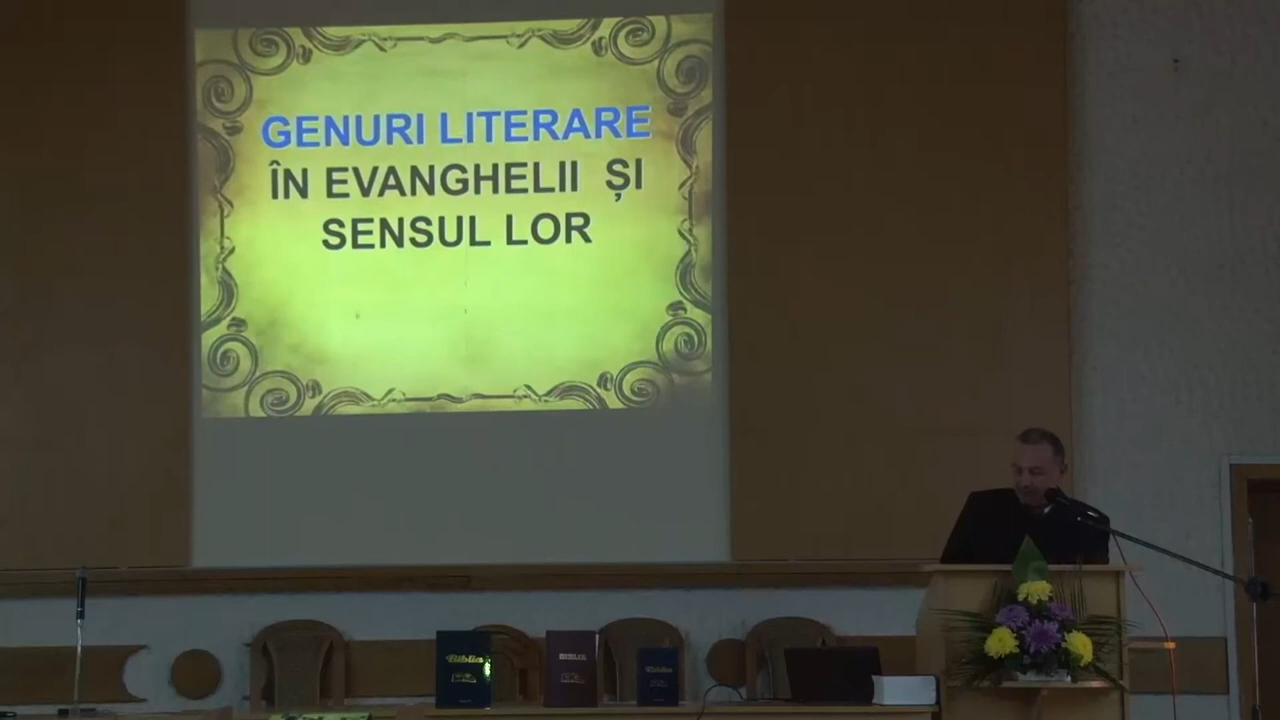 GENURI LITERARE
ÎN EVANGHELII ȘI
SENSUL LOR
Biblia
BIBLIA
Biblia